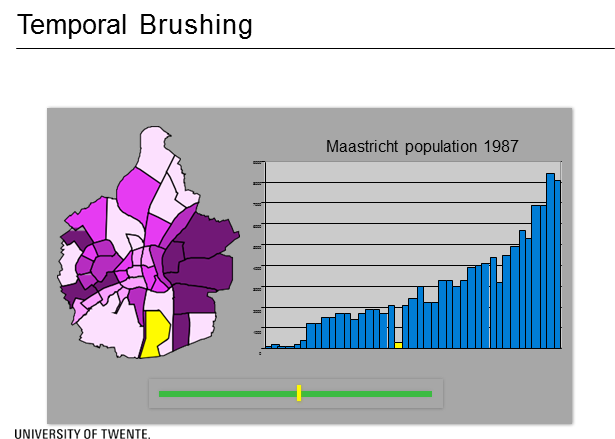 Temporal Brushing
Maastricht population 1987
UNIVERSITY OF TWENTE.